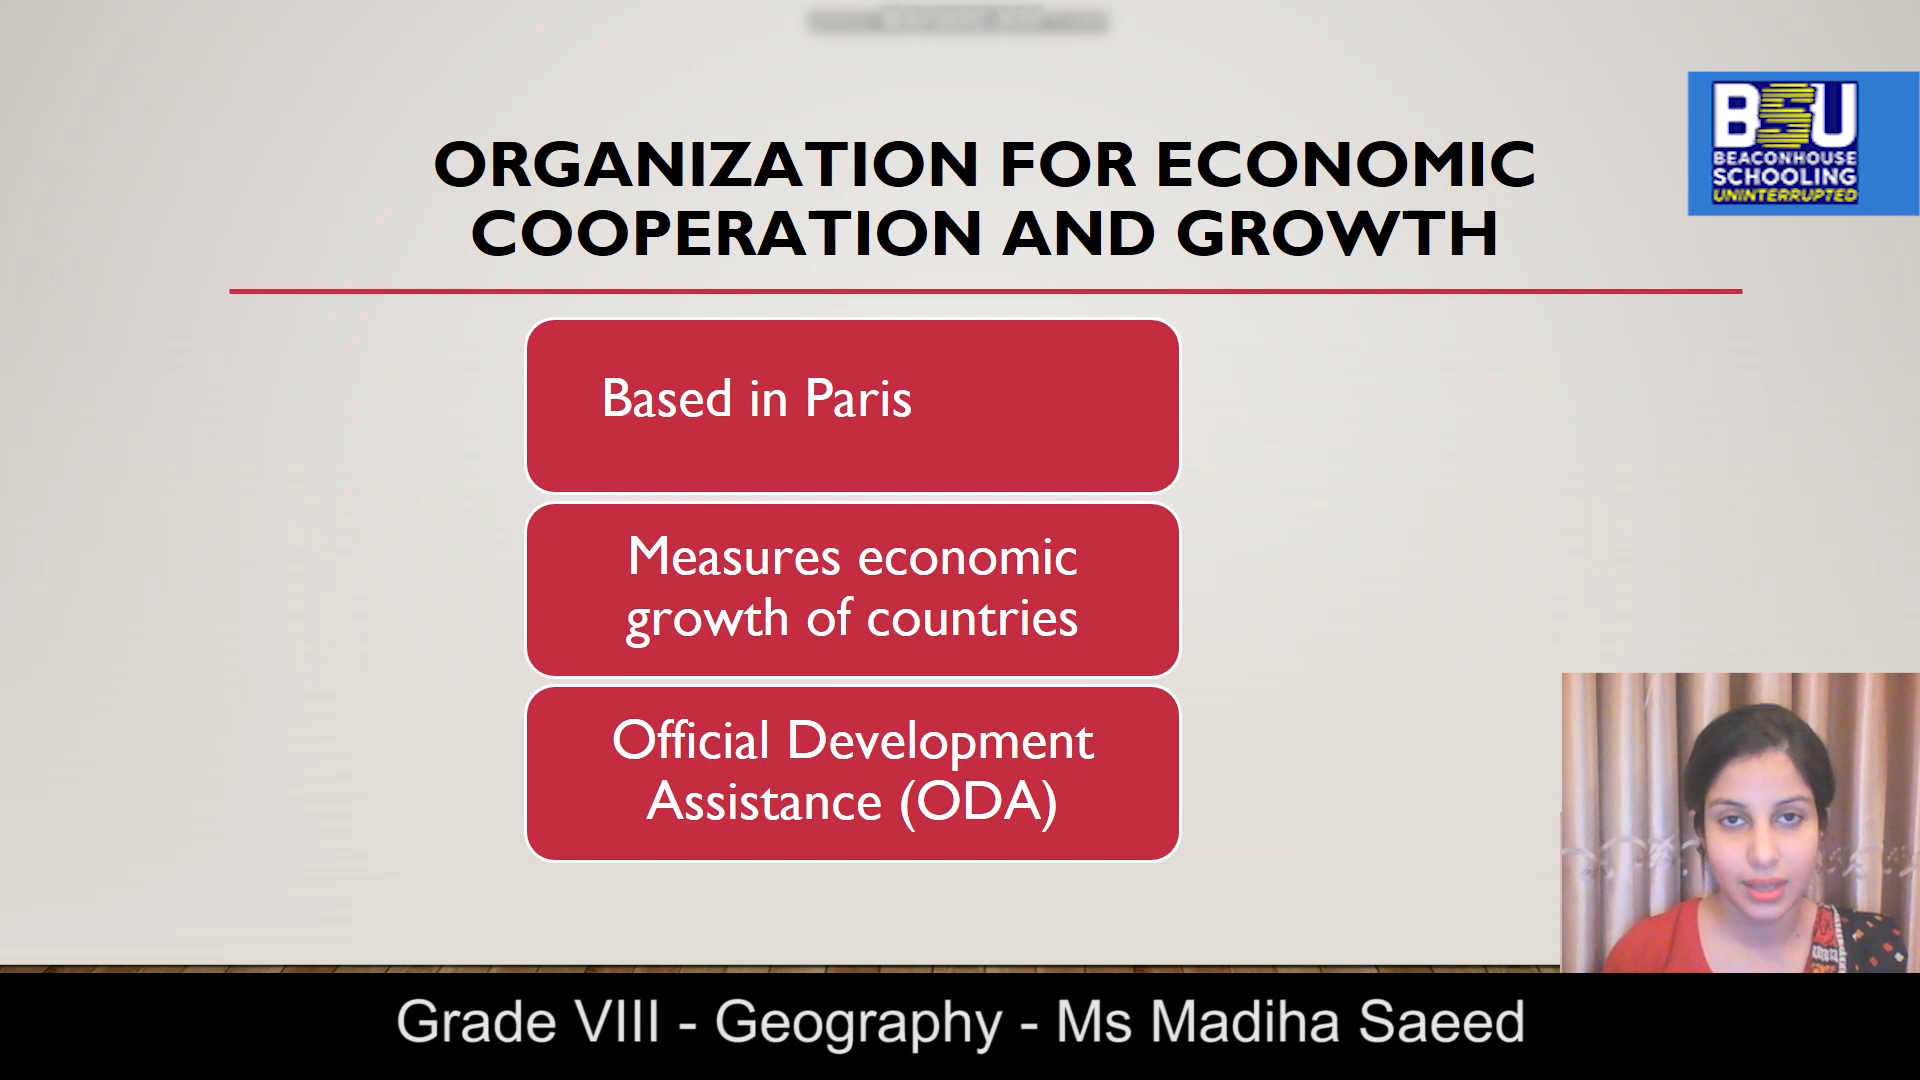 ORGANIZATION FOR ECONOMIC
COOPERATION AND GROWTH
BSU
BEACONHOUSE
SCHOOLING
UNINTERRUPTED
Based in Paris
Measures economic
growth of countries
Official Development
Assistance (ODA)
Grade VIII - Geography - Ms Madiha Saeed